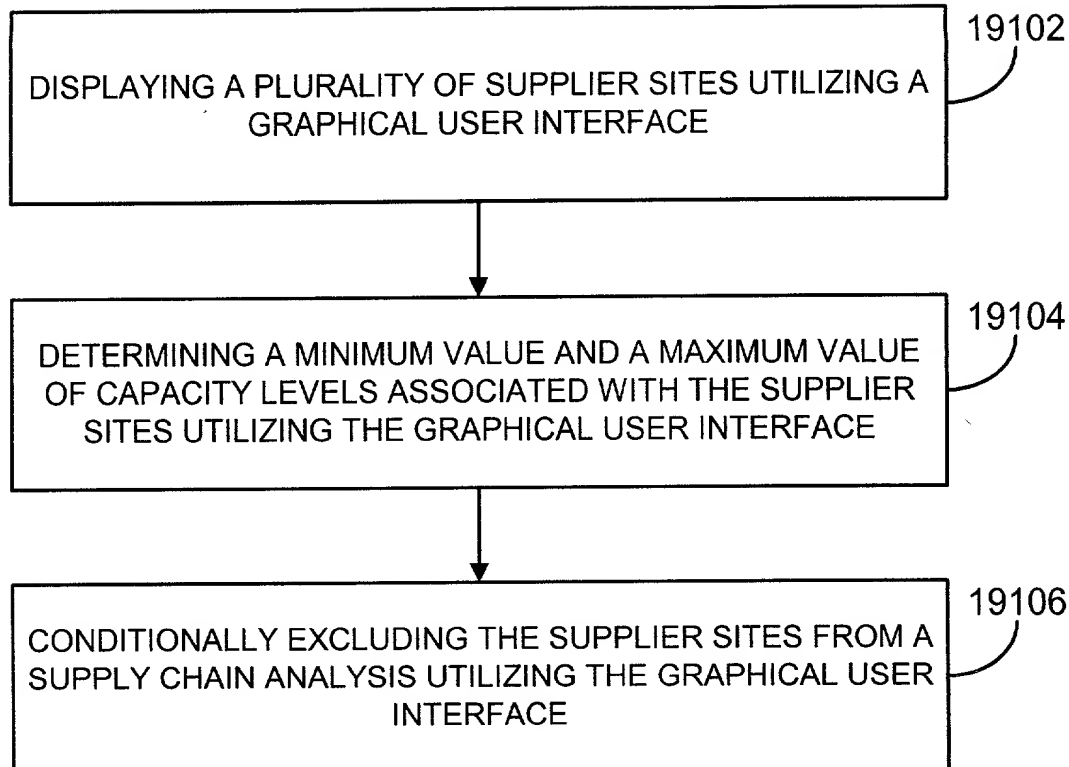 19102
DISPLAYING A PLURALITY OF SUPPLIER SITES UTILIZING A
GRAPHICAL USER INTERFACE
19104
DETERMINING A MINIMUM VALUE AND A MAXIMUM VALUE
OF CAPACITY LEVELS ASSOCIATED WITH THE SUPPLIER
SITES UTILIZING THE GRAPHICAL USER INTERFACE
19106
CONDITIONALLY EXCLUDING THE SUPPLIER SITES FROM A
SUPPLY CHAIN ANALYSIS UTILIZING THE GRAPHICAL USER
INTERFACE